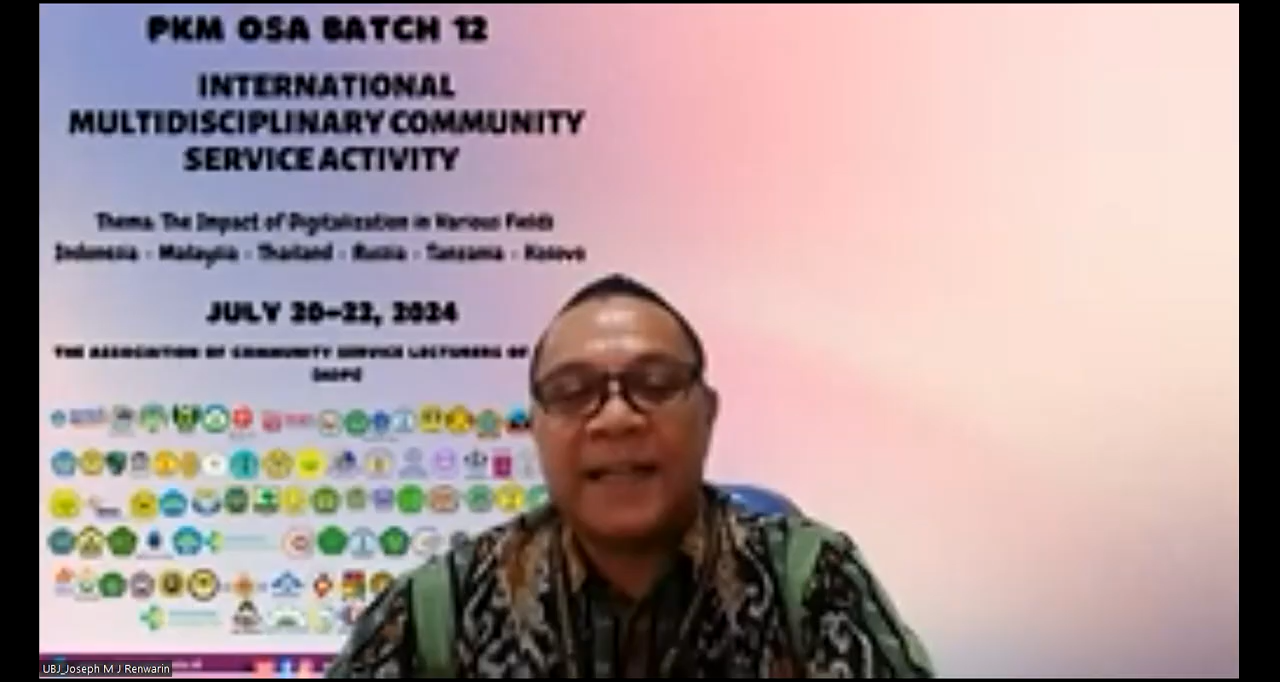 PKM OSA BATCH 12
INTERNATIONAL
MULTIDISCIPLINARY COMMUNITY
SERVICE ACTIVITY
Thema: The Impact of Digitalization in Various Fields
Indonesia - Malaysia - Thailand - Russia - Tanzania - Kosovo
JULY 20-22, 2024
THE ASSOCIATION OF COMMUNITY SERVICE LECTURERS OF
UBJ_Joseph M J Renwarin